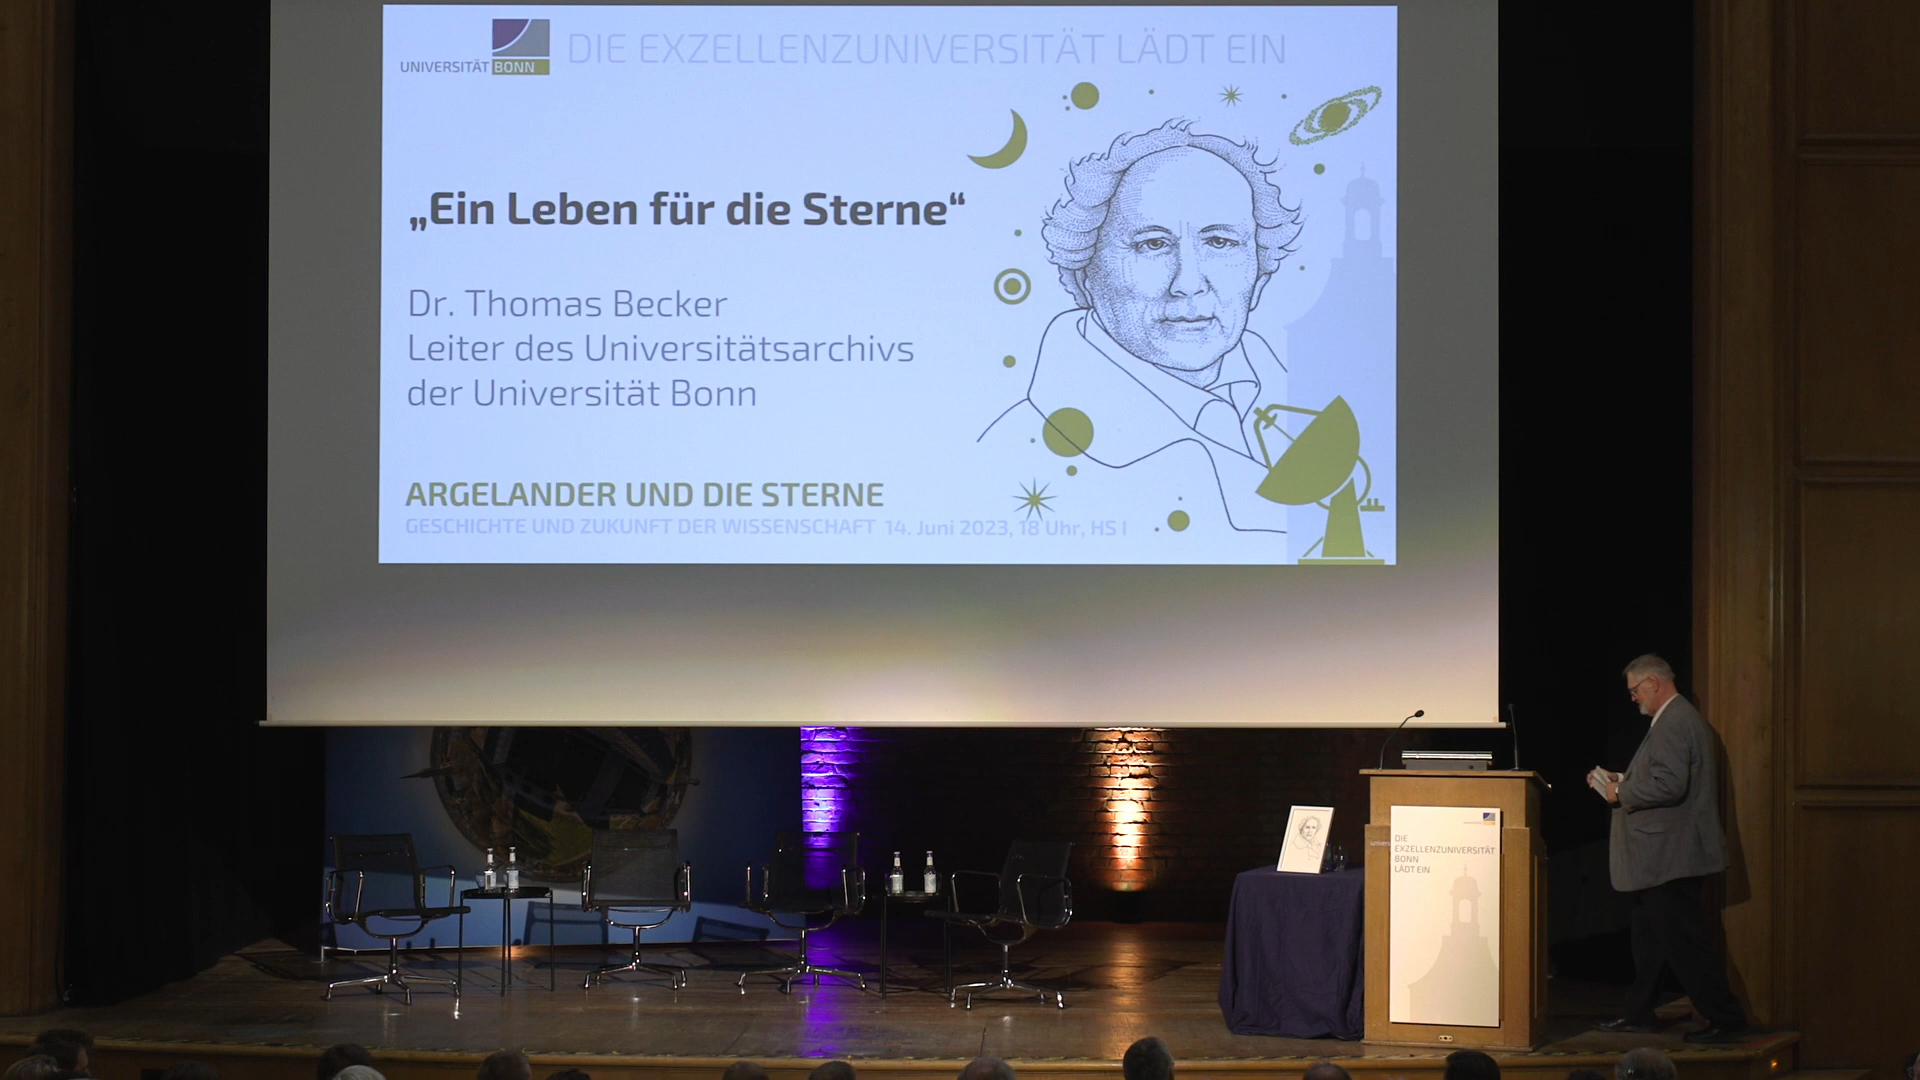 UNIVERSITÄT BONN
DIE EXZELLENZUNIVERSITÄT LÄDT EIN
„Ein Leben für die Sterne“
Dr. Thomas Becker
Leiter des Universitätsarchivs
der Universität Bonn
ARGELANDER UND DIE STERNE
GESCHICHTE UND ZUKUNFT DER WISSENSCHAFT 14. Juni 2023, 18 Uhr, HS I
DIE
EXZELLENZUNIVERSITÄT
BONN
LÄDT EIN